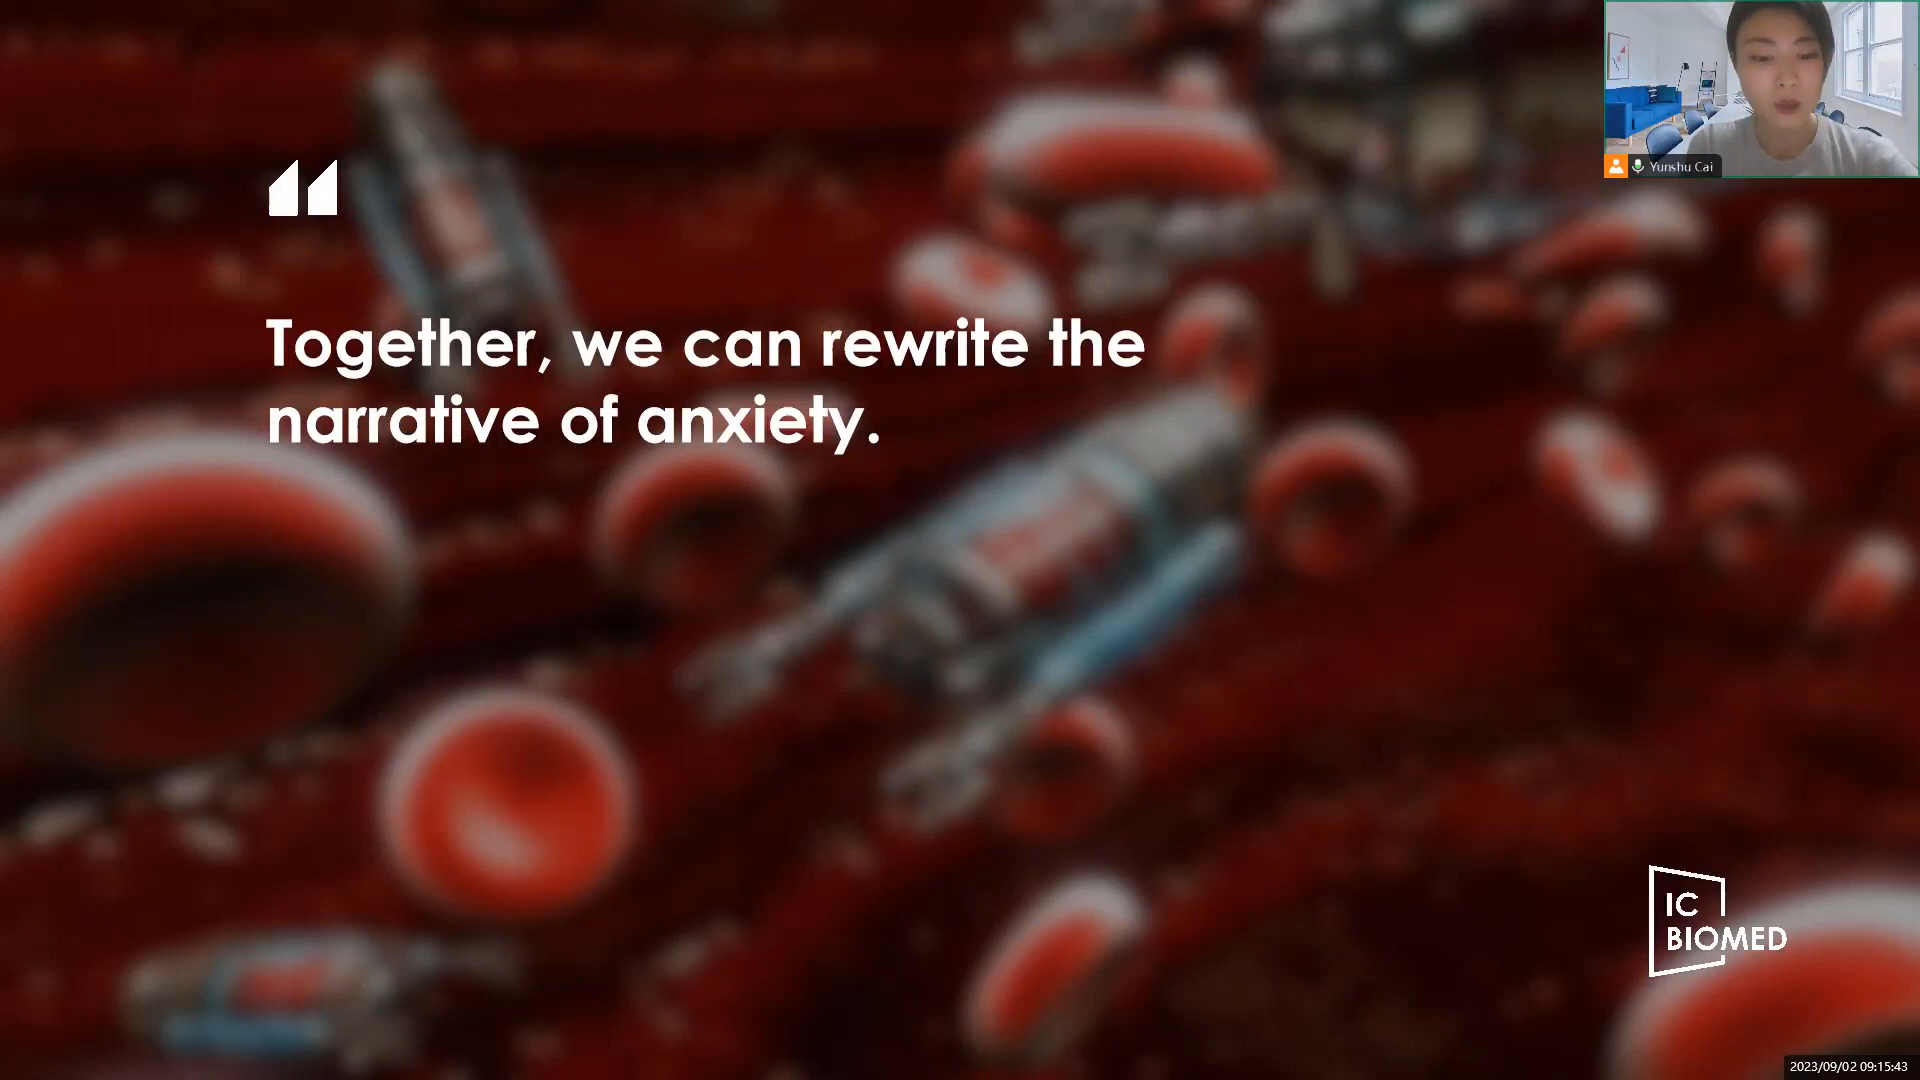 Yunshu Cai
“
Together, we can rewrite the
narrative of anxiety.
IC
BIOMED
2023/09/02 09:15:43